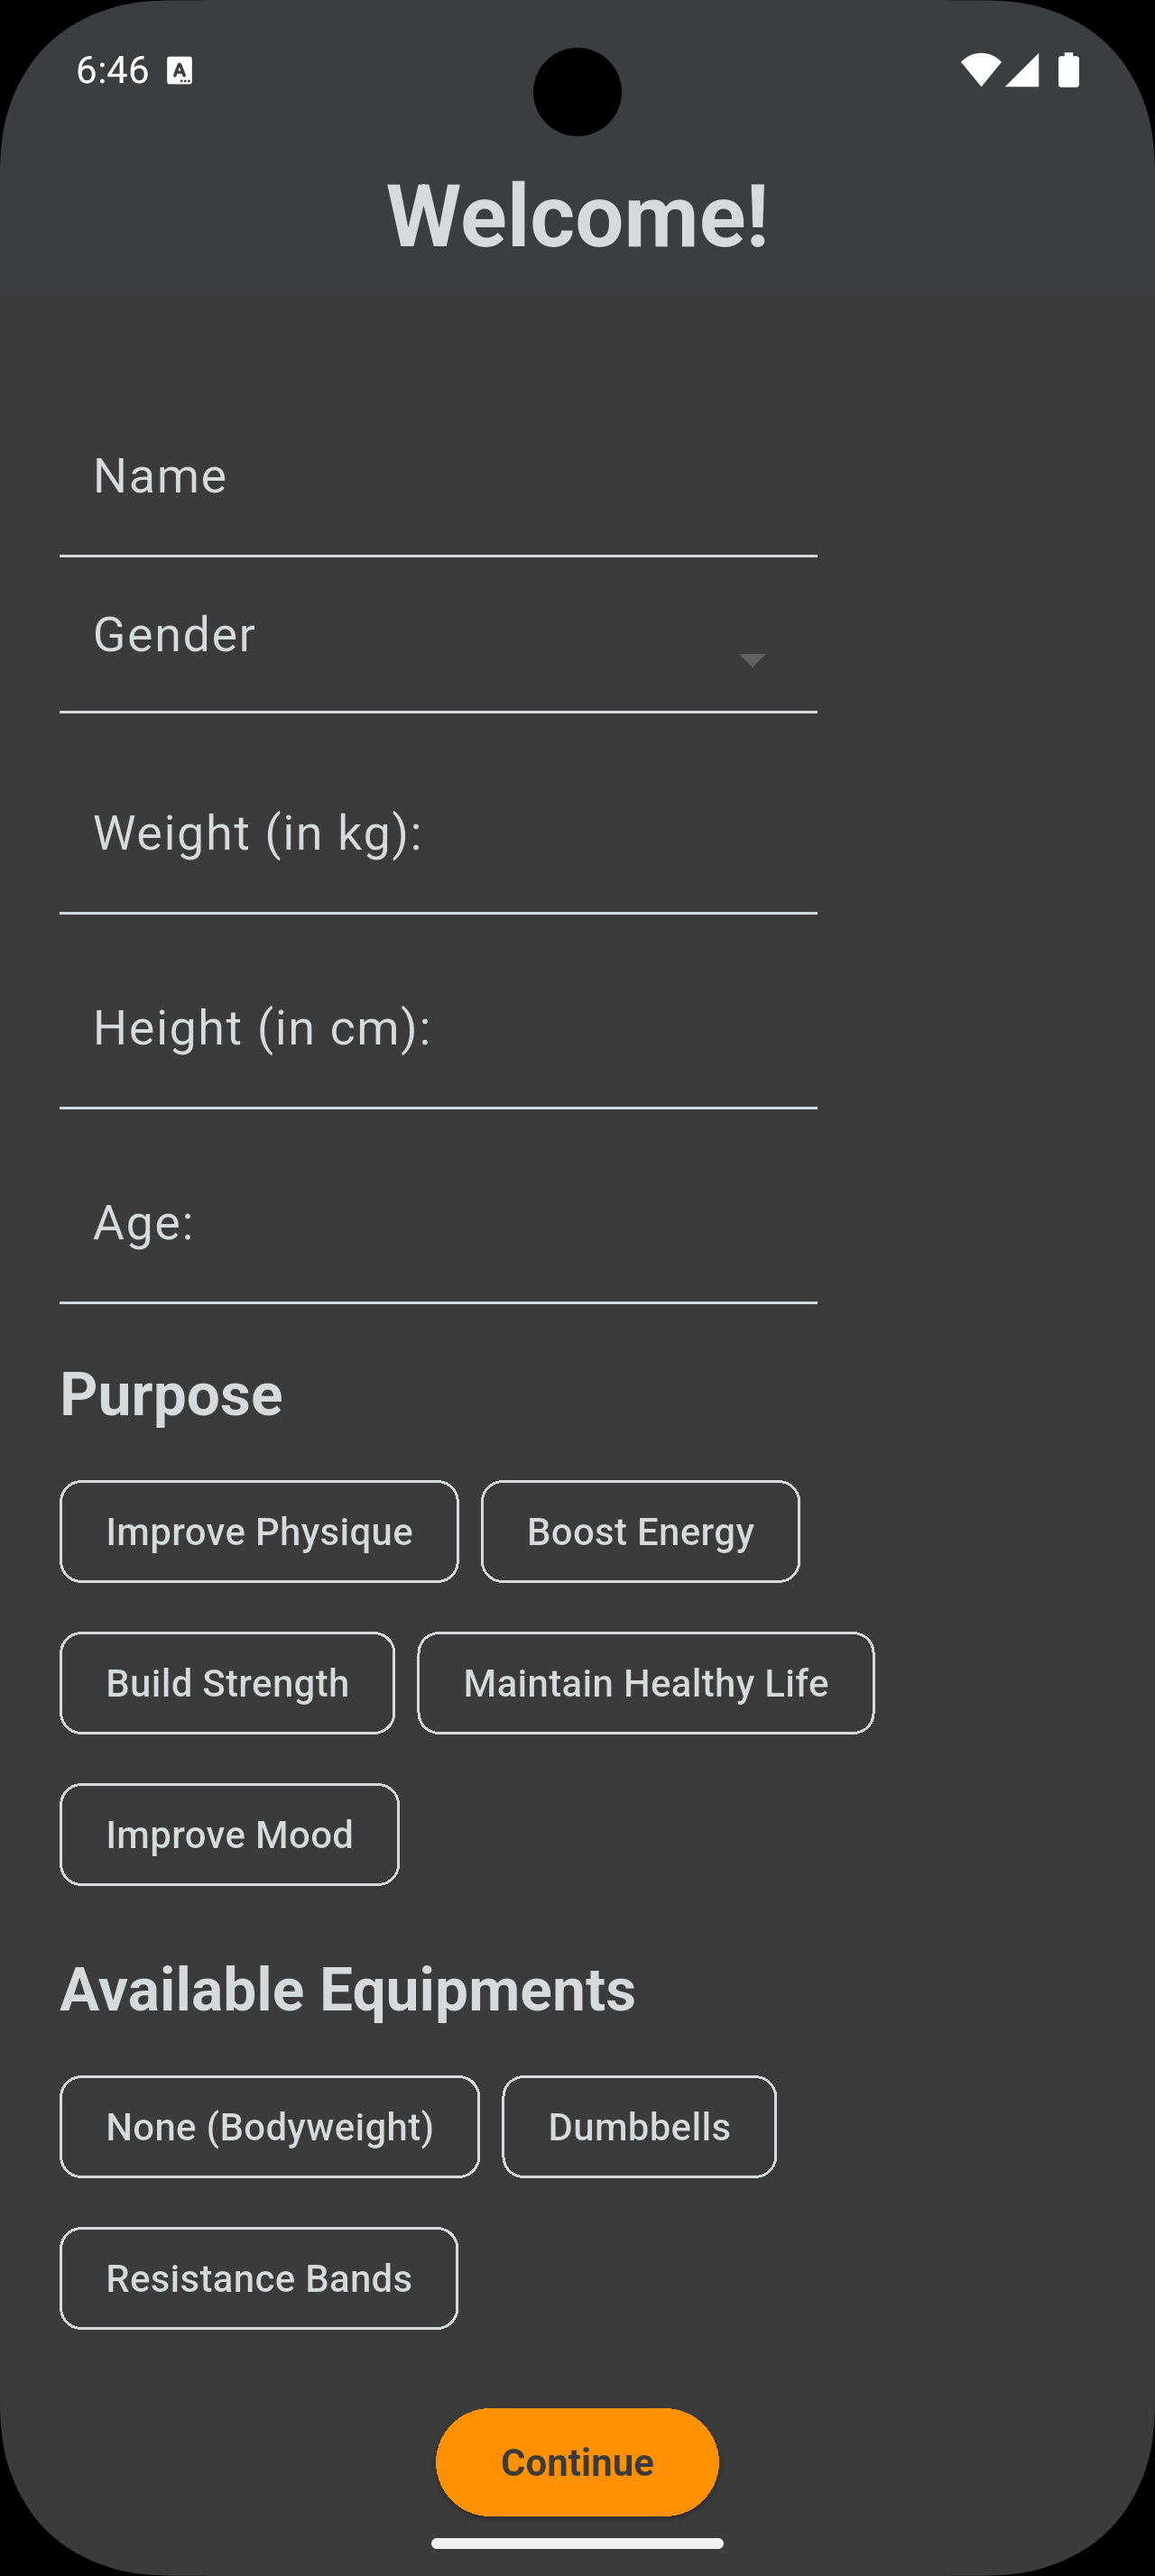 6:46
Welcome!
Name
Gender
Weight (in kg):
Height (in cm):
Age:
Purpose
Improve Physique Boost Energy
Build Strength Maintain Healthy Life
Improve Mood
Available Equipments
None (Bodyweight) Dumbbells
Resistance Bands
Continue